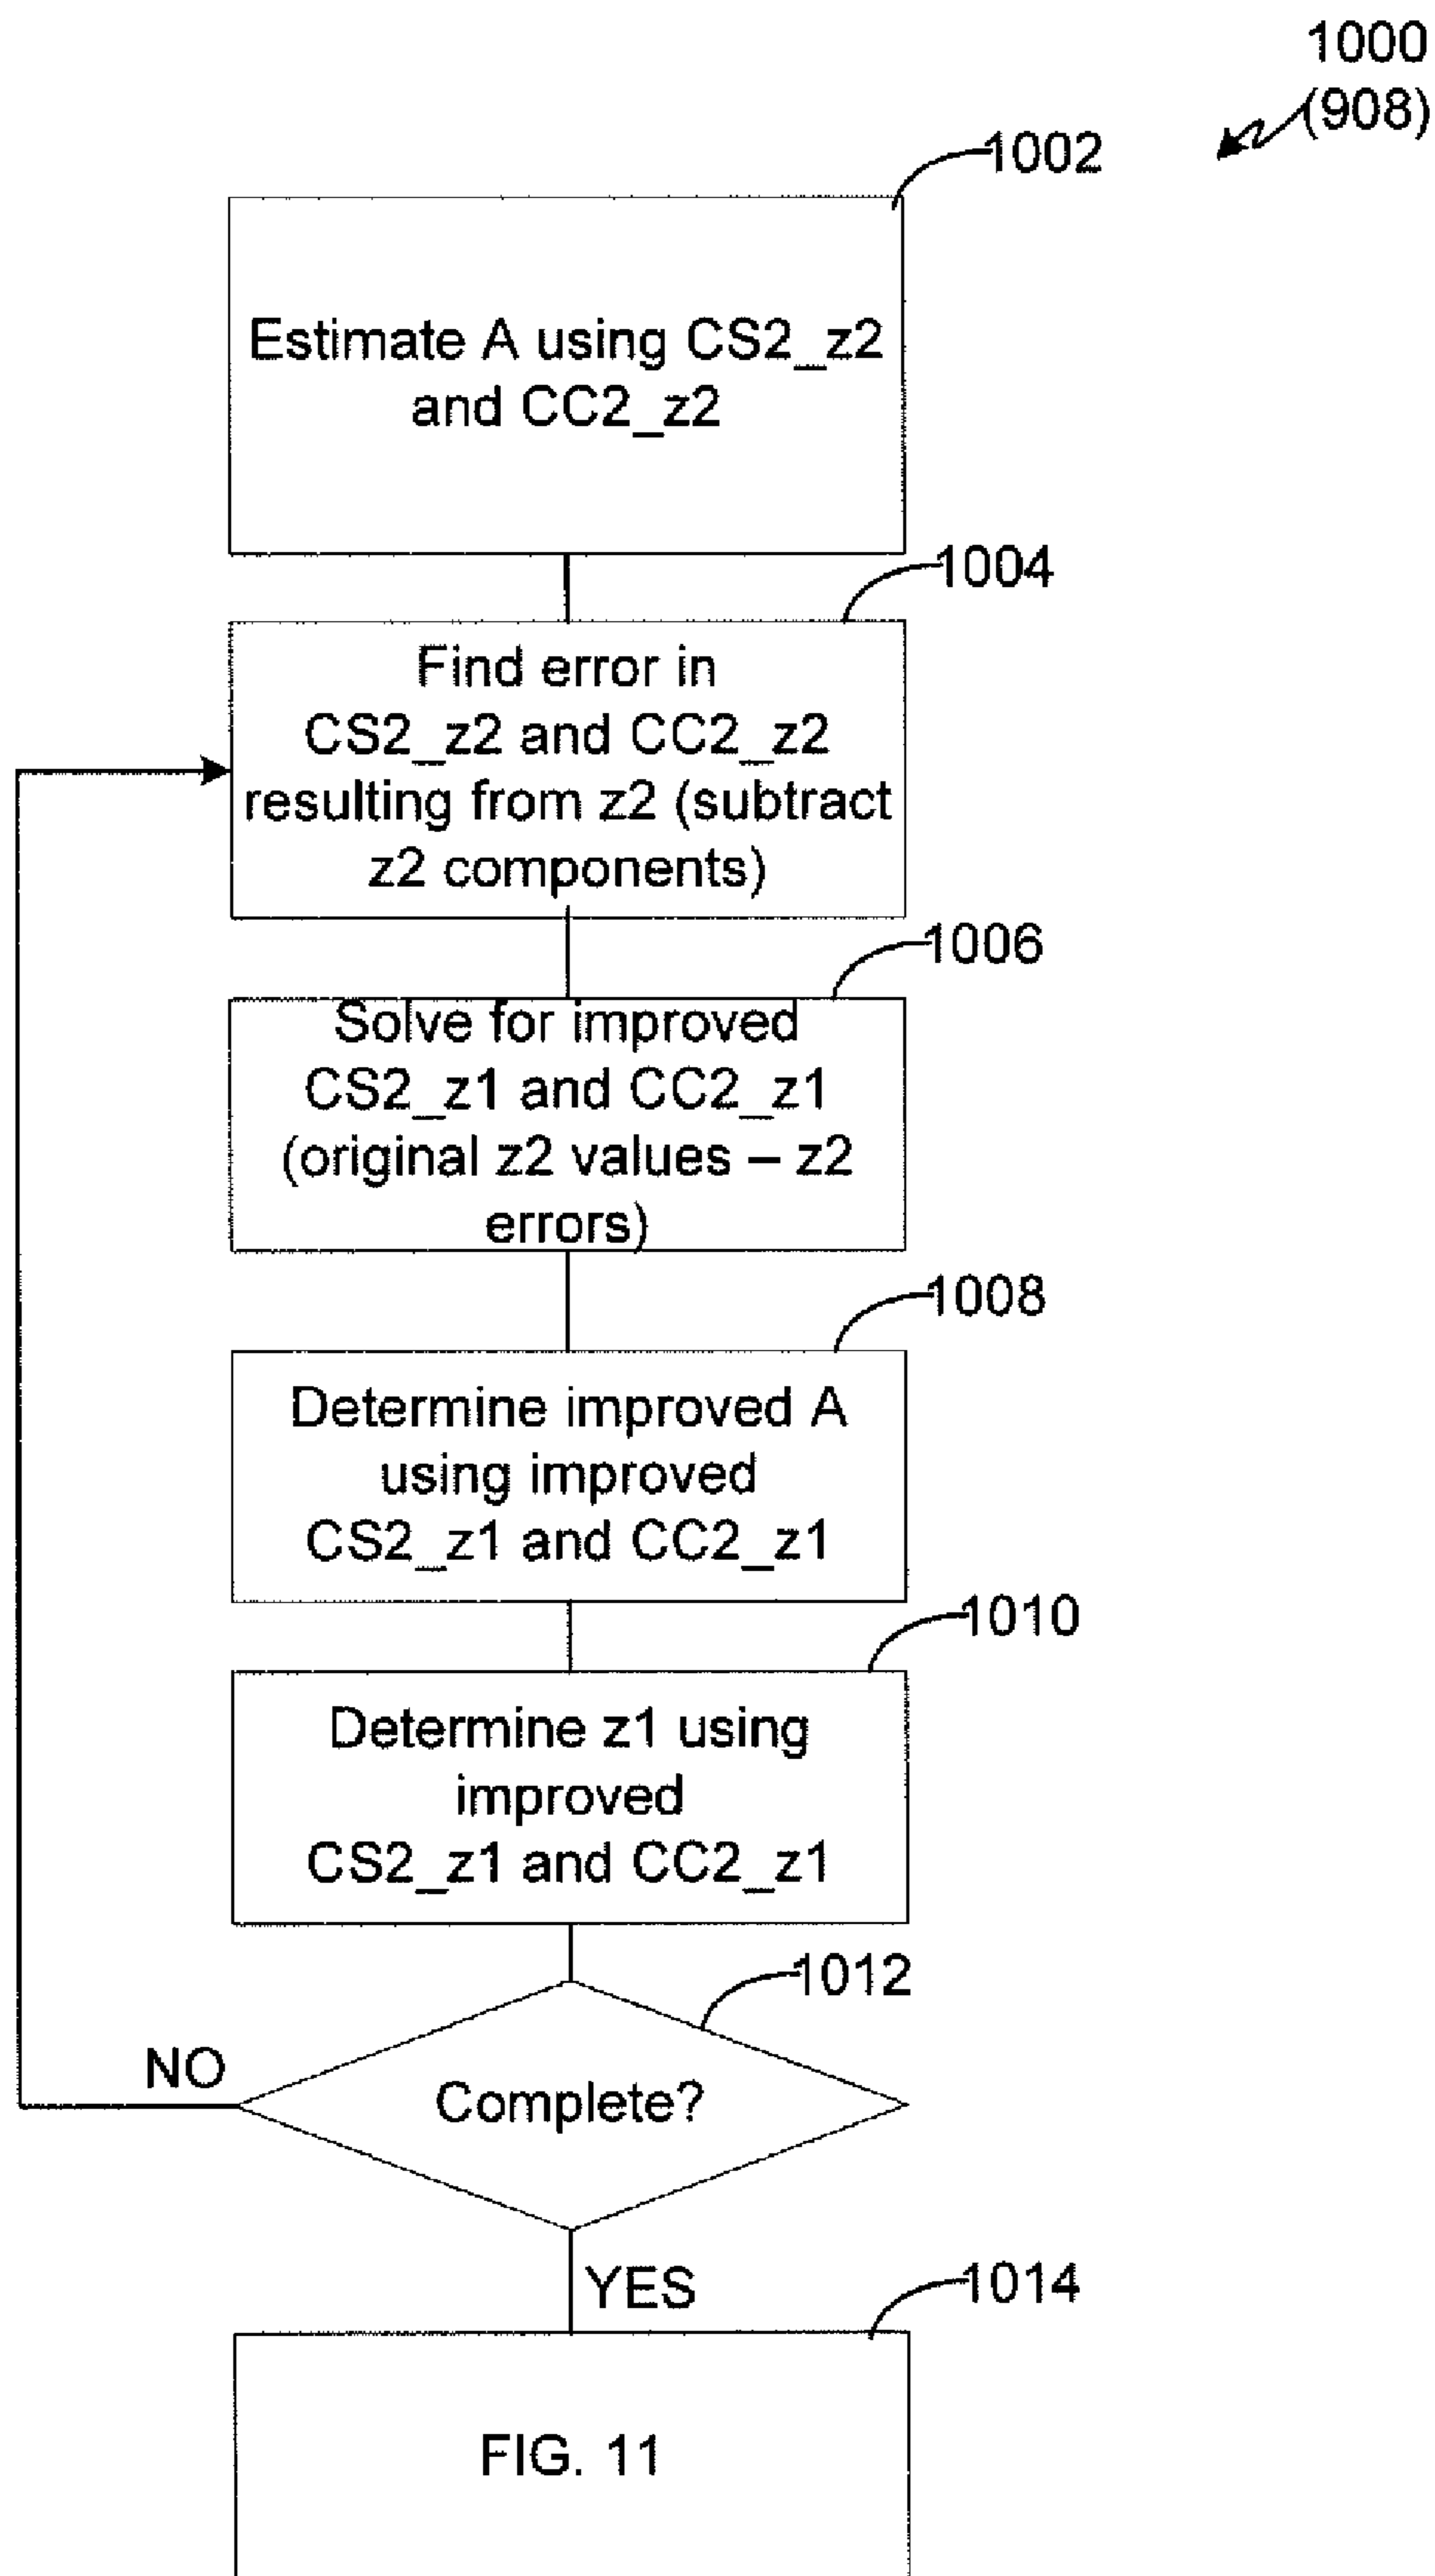 1000
(908)
1002
Estimate A using CS2_z2
and CC2_z2
1004
Find error in
CS2_z2 and CC2_z2
resulting from z2 (subtract
z2 components)
1006
Solve for improved
CS2_z1 and CC2_z1
(original z2 values – z2
errors)
1008
Determine improved A
using improved
CS2_z1 and CC2_z1
1010
Determine z1 using
improved
CS2_z1 and CC2_z1
1012
NO
Complete?
YES
1014
FIG. 11